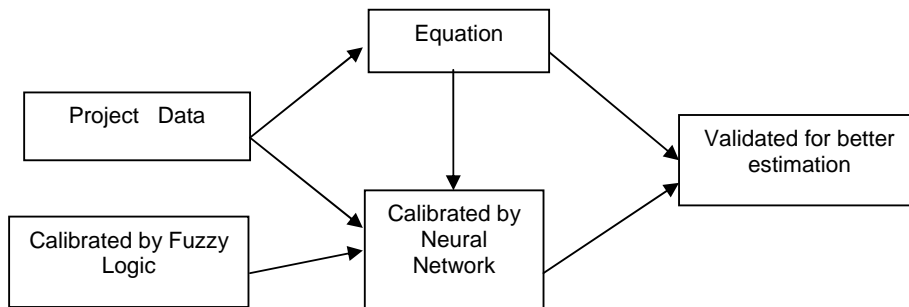 Equation
Project Data
Validated for better
estimation
Calibrated by Fuzzy
Logic
Calibrated by
Neural
Network